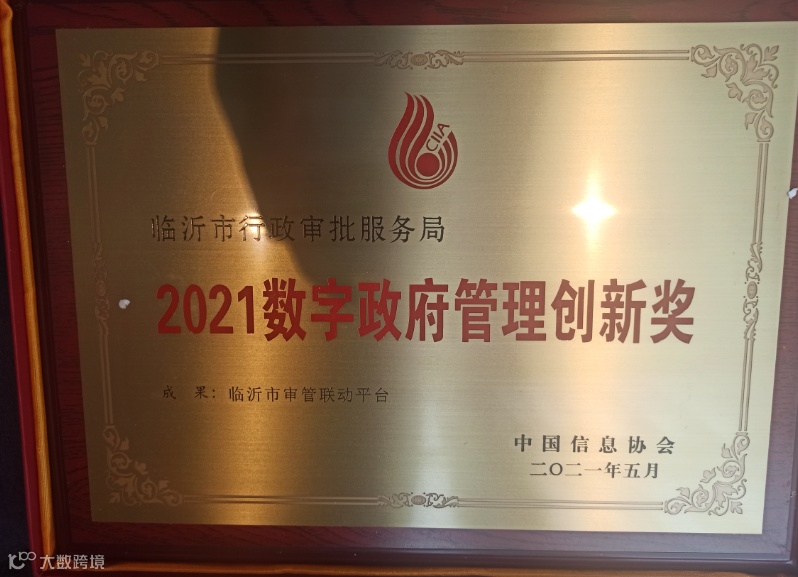 CIIA
临沂市行政审批服务局
2021数字政府管理创新奖
成 果：临沂市审管联动平台
中国信息协会
二〇二一年五月
大数跨境